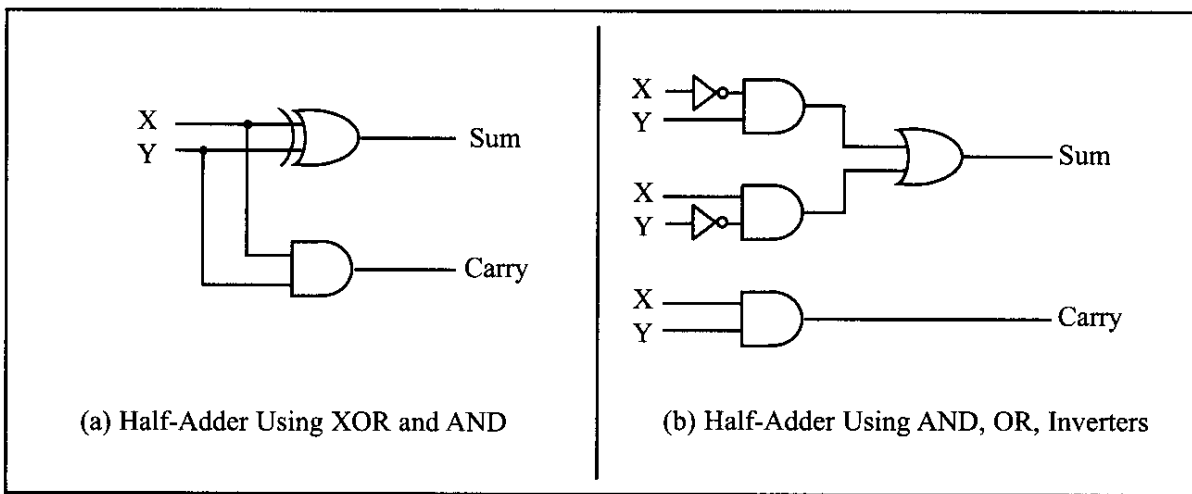 X
Y
Sum
Carry
(a) Half-Adder Using XOR and AND
X
Y
X
Y
Sum
X
Y
Carry
(b) Half-Adder Using AND, OR, Inverters